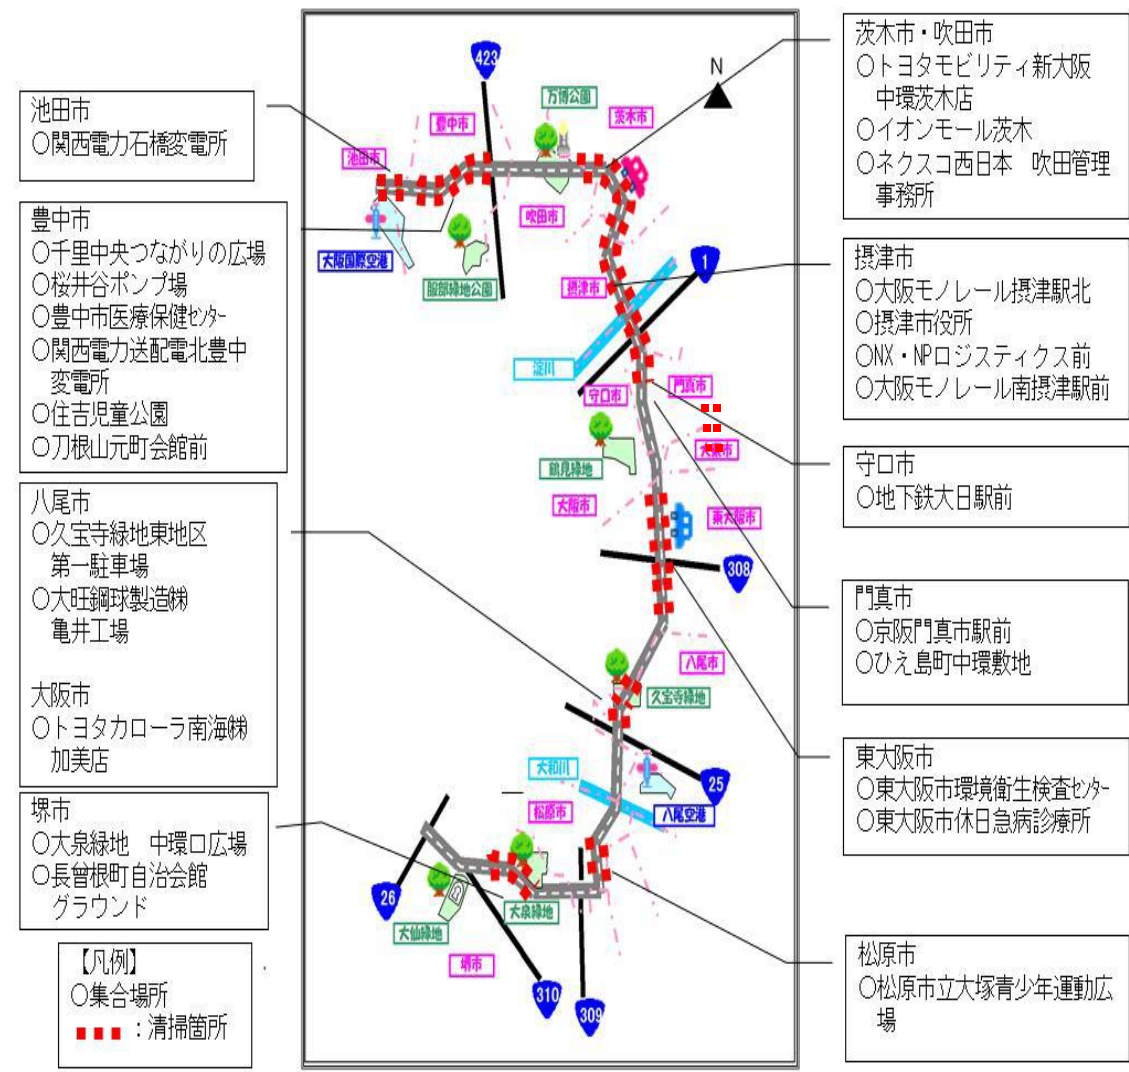 池田市
○関西電力石橋変電所
豊中市
○千里中央つながりの広場
○桜井谷ポンプ場
○豊中市医療保健センター
○関西電力送配電北豊中
変電所
○住吉児童公園
○刀根山元町会館前
八尾市
○久宝寺緑地東地区
第一駐車場
○大旺鋼球製造㈱
亀井工場
大阪市
○トヨタカローラ南海㈱
加美店
堺市
○大泉緑地　中環口広場
○長曾根町自治会館
グラウンド
【凡例】
○集合場所
：清掃箇所
423
N
万博公園
豊中市
茨木市
池田市
吹田市
大阪国際空港
服部緑地公園
摂津市
1
淀川
守口市
門真市
大東市
鶴見緑地
大阪市
東大阪市
308
八尾市
久宝寺緑地
大和川
25
松原市
八尾空港
26
大泉緑地
大仙緑地
堺市
310
309
茨木市・吹田市
○トヨタモビリティ新大阪
中環茨木店
○イオンモール茨木
○ネクスコ西日本　吹田管理
事務所
摂津市
○大阪モノレール摂津駅北
○摂津市役所
○NX・NPロジスティクス前
○大阪モノレール南摂津駅前
守口市
○地下鉄大日駅前
門真市
○京阪門真市駅前
○ひえ島町中環敷地
東大阪市
○東大阪市環境衛生検査センター
○東大阪市休日急病診療所
松原市
○松原市立大塚青少年運動広
場